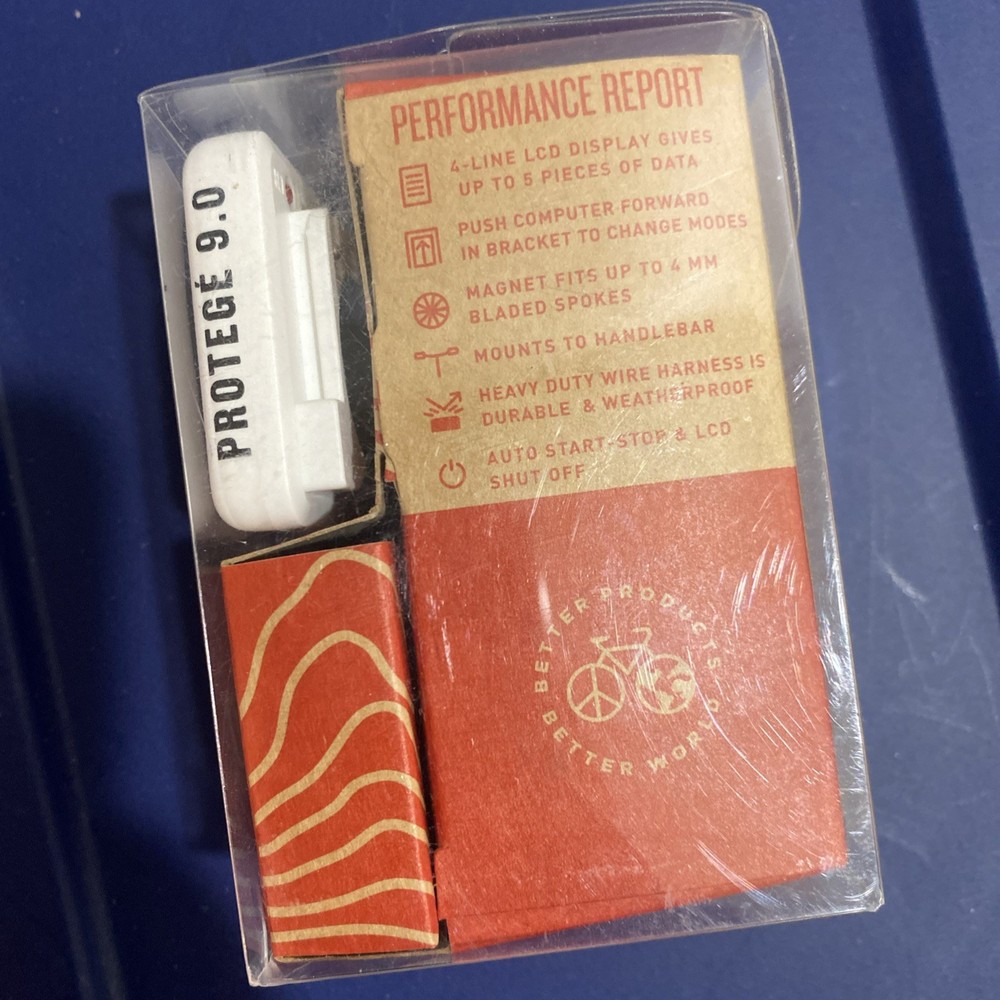 PROTEGÉ 9.0
PERFORMANCE REPORT
4-LINE LCD DISPLAY GIVES
UP TO 5 PIECES OF DATA
PUSH COMPUTER FORWARD
IN BRACKET TO CHANGE MODES
MAGNET FITS UP TO 4 MM
BLADED SPOKES
MOUNTS TO HANDLEBAR
HEAVY DUTY WIRE HARNESS IS
DURABLE & WEATHERPROOF
AUTO START-STOP & LCD
SHUT OFF
BETTER PRODUCTS
BETTER WORLD